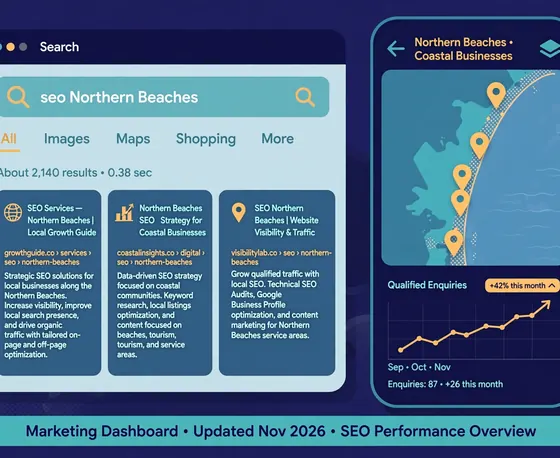 Search
seo Northern Beaches
All Images Maps Shopping More
About 2,140 results • 0.38 sec
SEO Services —
Northern Beaches |
Local Growth Guide
growthguide.co › services ›
seo › northern-beaches
Strategic SEO solutions for
local businesses along the
Northern Beaches.
Increase visibility, improve
local search presence,
and drive organic
traffic with tailored on-
page and off-page
optimization.
Northern Beaches
SEO Strategy for
Coastal Businesses
coastalinsights.co › digital ›
seo › northern-beaches
Data-driven SEO strategy
focused on coastal
communities. Keyword
research, local listings
optimization, and
content focused on
beaches, tourism,
tourism, and service
areas.
SEO Northern
Beaches | Website
Visibility & Traffic
visibilitylab.co › seo › northern-
beaches
Grow qualified traffic with
local SEO. Technical SEO
Audits, Google
Business Profile
optimization, and content
marketing for Northern
Beaches service areas.
Northern Beaches •
Coastal Businesses
Qualified Enquiries
+42% this month
Sep • Oct • Nov
Enquiries: 87 • +26 this month
Marketing Dashboard • Updated Nov 2026 • SEO Performance Overview